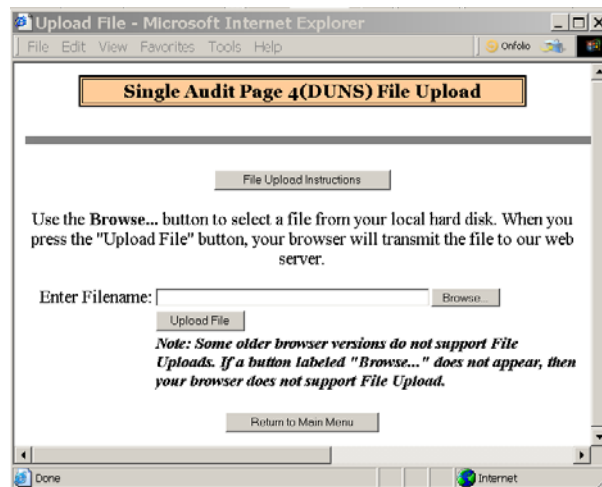 Upload File - Microsoft Internet Explorer
File Edit View Favorites Tools Help
Onfolio
Single Audit Page 4(DUNS) File Upload
File Upload Instructions
Use the Browse... button to select a file from your local hard disk. When you
press the "Upload File" button, your browser will transmit the file to our web
server.
Enter Filename: Browse...
Upload File
Note: Some older browser versions do not support File
Uploads. If a button labeled "Browse..." does not appear, then
your browser does not support File Upload.
Return to Main Menu
Done Internet